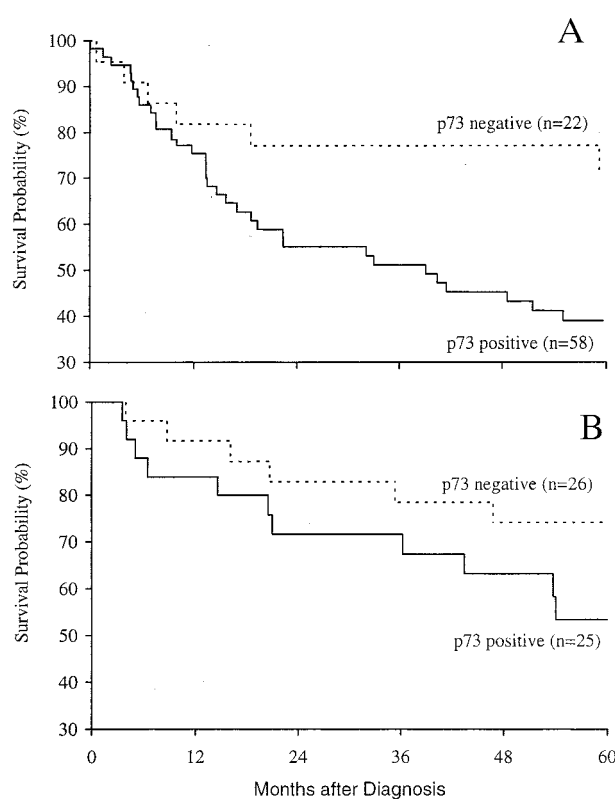 A
100
90
80
70
60
50
40
30
Survival Probability (%)
p73 negative (n=22)
p73 positive (n=58)
B
100
90
80
70
60
50
40
30
Survival Probability (%)
p73 negative (n=26)
p73 positive (n=25)
0 12 24 36 48 60
Months after Diagnosis